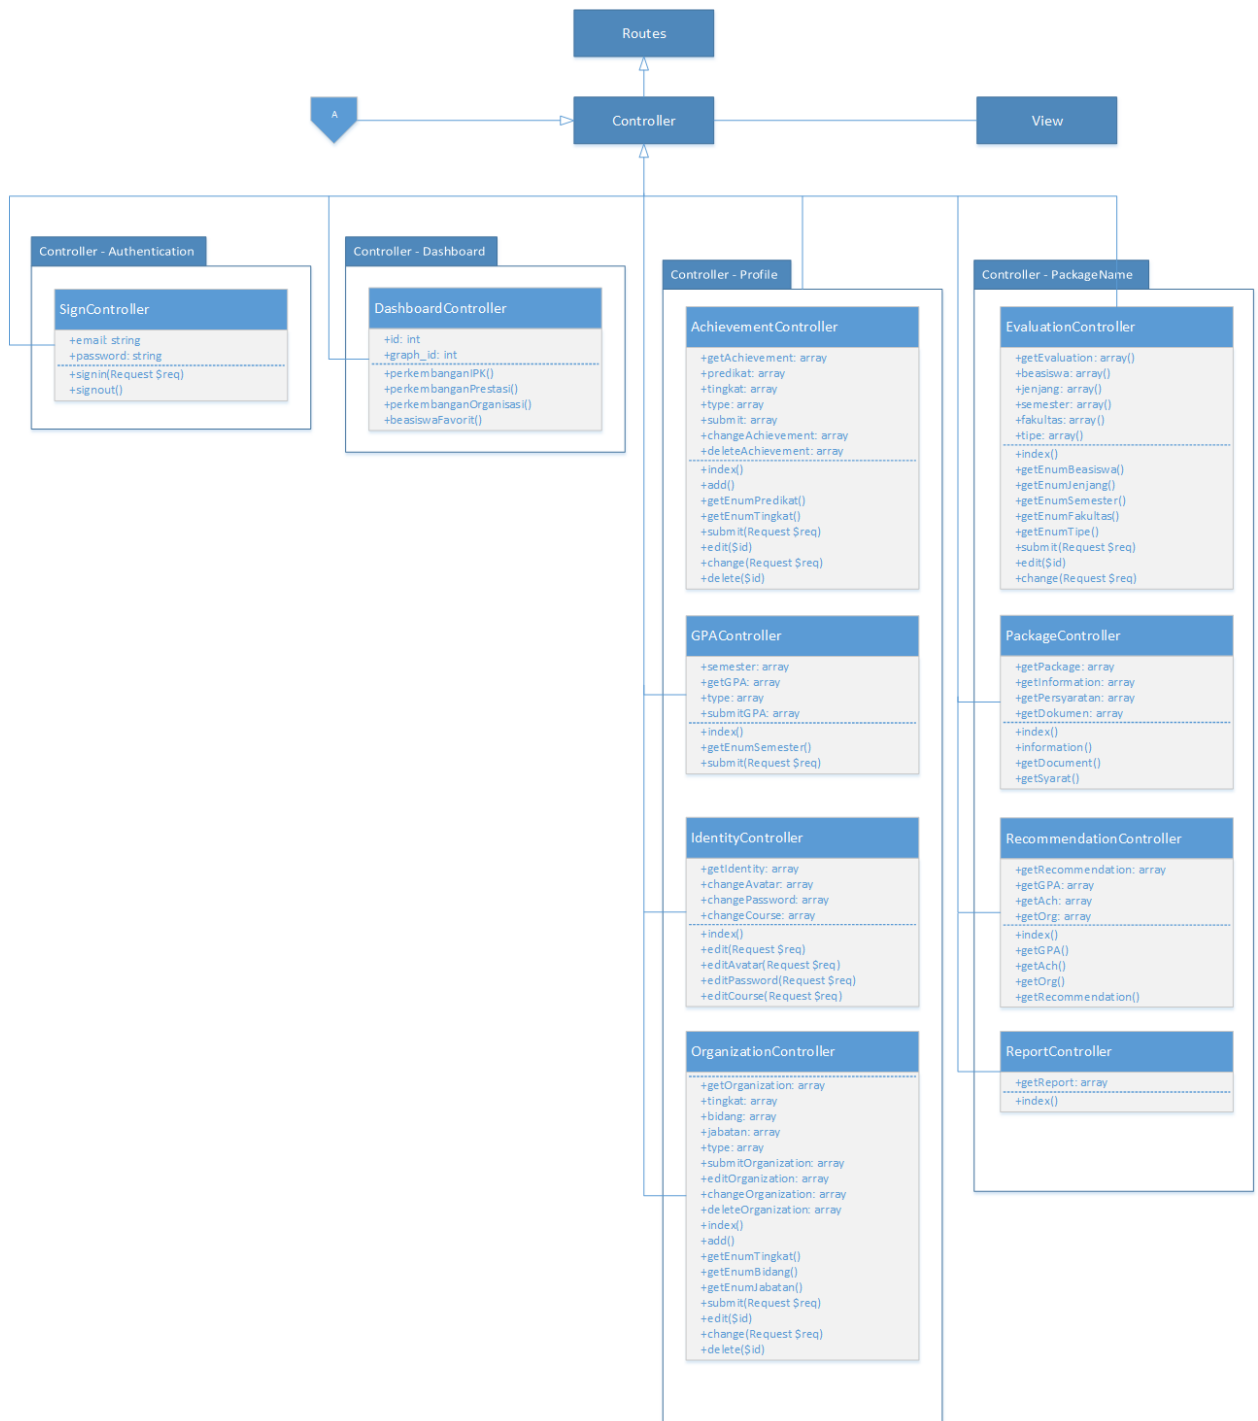 Routes
A
Controller
View
Controller - Authentication
SignController
+email: string
+password: string
+signin(Request $req)
+signout()
Controller - Dashboard
DashboardController
+id: int
+graph_id: int
+perkembanganIPK()
+perkembanganPrestasi()
+perkembanganOrganisasi()
+beasiswaFavorit()
Controller - Profile
AchievementController
+getAchievement: array
+predikat: array
+tingkat: array
+type: array
+submit: array
+changeAchievement: array
+deleteAchievement: array
+index()
+add()
+getEnumPredikat()
+getEnumTingkat()
+submit(Request $req)
+edit($id)
+change(Request $req)
+delete($id)
GPAController
+semester: array
+getGPA: array
+type: array
+submitGPA: array
+index()
+getEnumSemester()
+submit(Request $req)
IdentityController
+getIdentity: array
+changeAvatar: array
+changePassword: array
+changeCourse: array
+index()
+edit(Request $req)
+editAvatar(Request $req)
+editPassword(Request $req)
+editCourse(Request $req)
OrganizationController
+getOrganization: array
+tingkat: array
+bidang: array
+jabatan: array
+type: array
+submitOrganization: array
+editOrganization: array
+changeOrganization: array
+deleteOrganization: array
+index()
+add()
+getEnumTingkat()
+getEnumBidang()
+getEnumJabatan()
+submit(Request $req)
+edit($id)
+change(Request $req)
+delete($id)
Controller - PackageName
EvaluationController
+getEvaluation: array()
+beasiswa: array()
+jenjang: array()
+semester: array()
+fakultas: array()
+tipe: array()
+index()
+getEnumBeasiswa()
+getEnumJenjang()
+getEnumSemester()
+getEnumFakultas()
+getEnumTipe()
+submit(Request $req)
+edit($id)
+change(Request $req)
PackageController
+getPackage: array
+getInformation: array
+getPersyaratan: array
+getDokumen: array
+index()
+information()
+getDocument()
+getSyarat()
RecommendationController
+getRecommendation: array
+getGPA: array
+getAch: array
+getOrg: array
+index()
+getGPA()
+getAch()
+getOrg()
+getRecommendation()
ReportController
+getReport: array
+index()